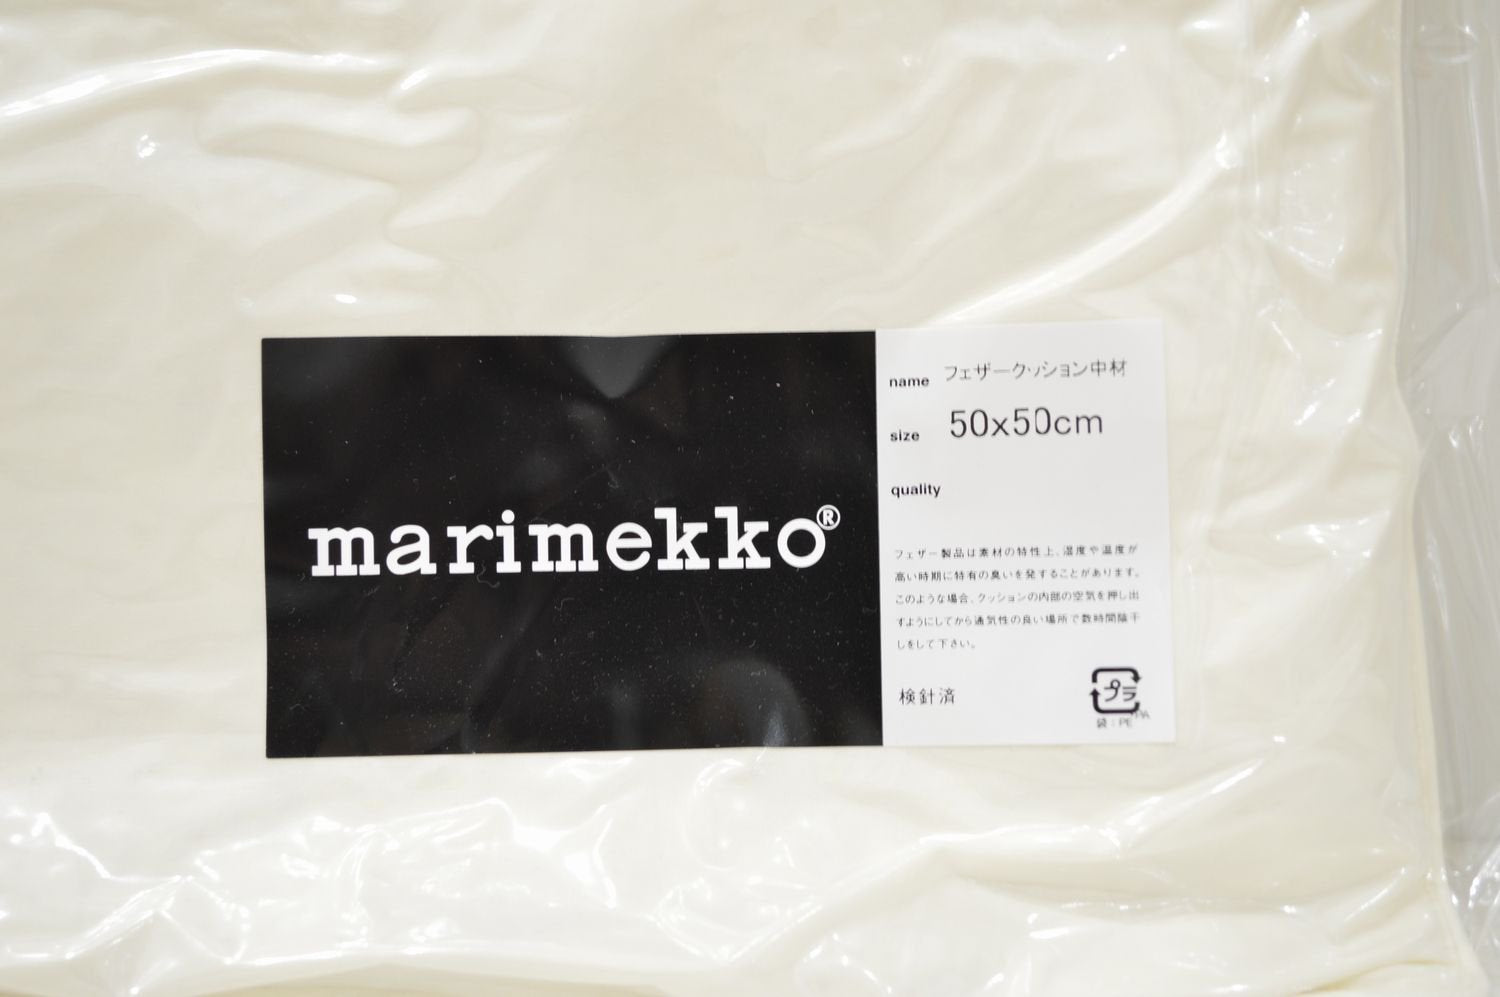 marimekko®
name フェザークッション中材
size 50x50cm
quality
フェザー製品は素材の特性上、湿度や温度が
高い時期に特有の臭いを発することがあります。
このような場合、クッションの内部の空気を押し出
すようにしてから通気性の良い場所で数時間陰干
しをして下さい。
検針済
プラ
袋：PE
PA